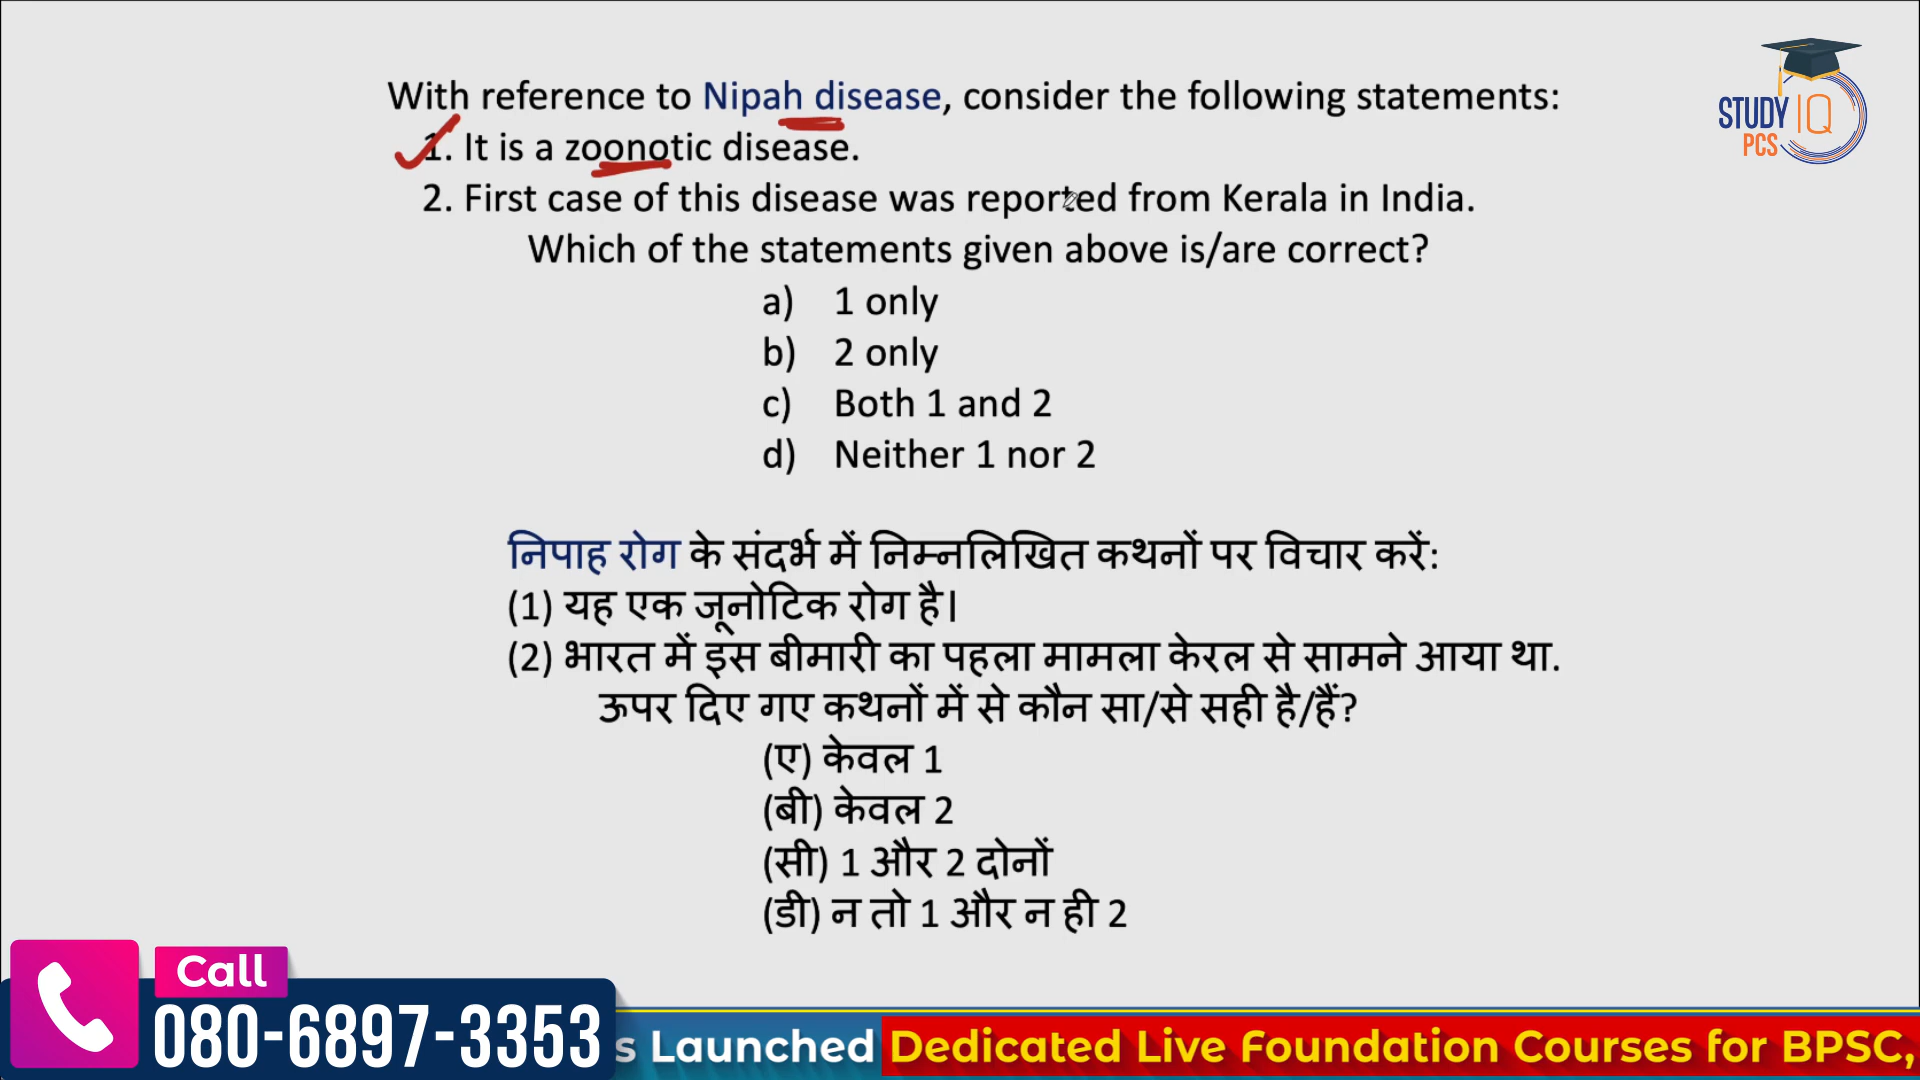 With reference to Nipah disease, consider the following statements:
1. It is a zoonotic disease.
2. First case of this disease was reported from Kerala in India.
Which of the statements given above is/are correct?
a) 1 only
b) 2 only
c) Both 1 and 2
d) Neither 1 nor 2
निपाह रोग के संदर्भ में निम्नलिखित कथनों पर विचार करें:
(1) यह एक जूनोटिक रोग है।
(2) भारत में इस बीमारी का पहला मामला केरल से सामने आया था.
ऊपर दिए गए कथनों में से कौन सा/से सही है/हैं?
(ए) केवल 1
(बी) केवल 2
(सी) 1 और 2 दोनों
(डी) न तो 1 और न ही 2
STUDY IQ
PCS
Call
080-6897-3353
s Launched Dedicated Live Foundation Courses for BPSC,